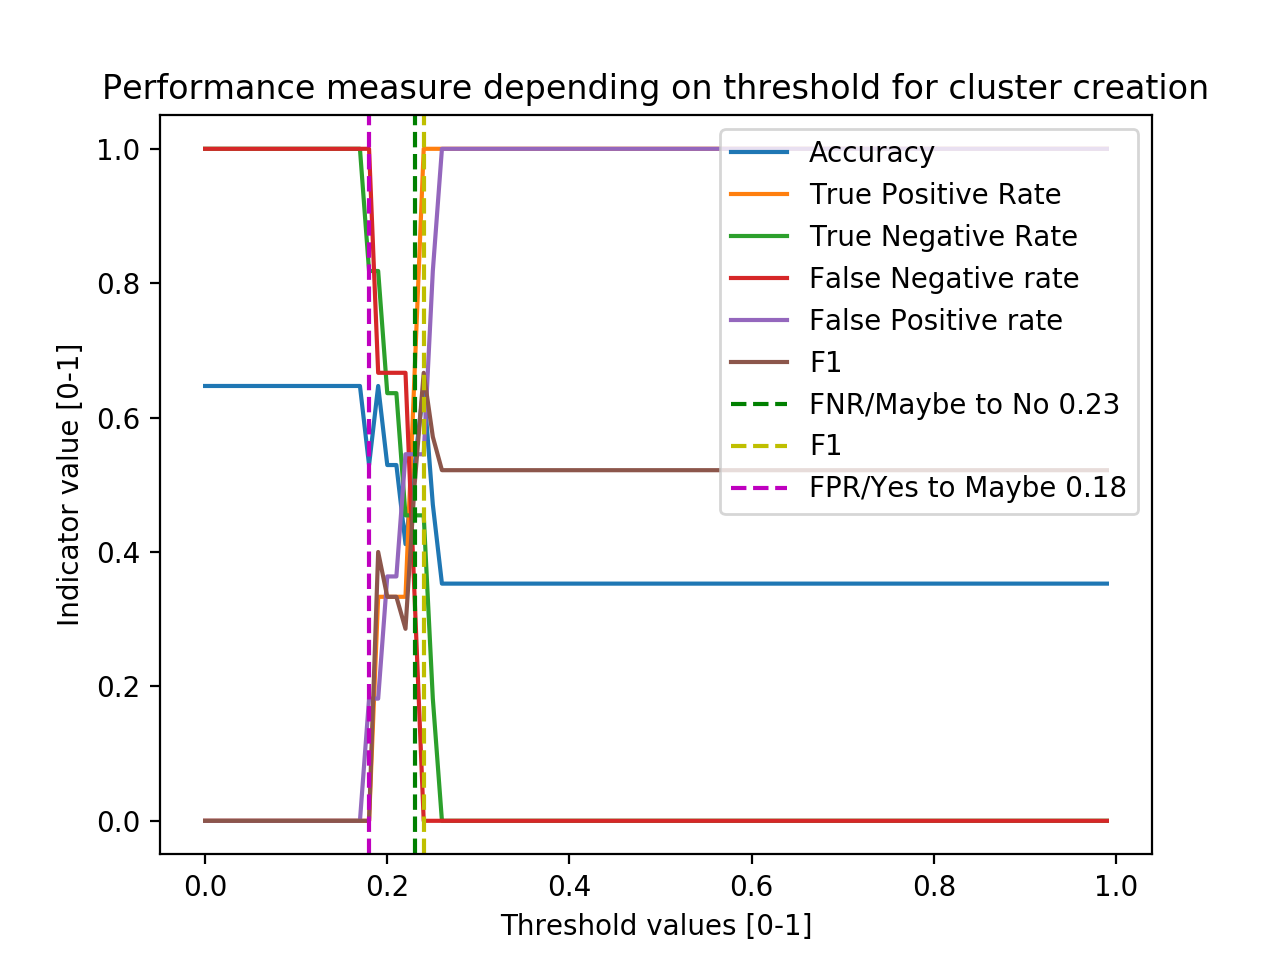 Performance measure depending on threshold for cluster creation
1.0
0.8
0.6
0.4
0.2
0.0
Indicator value [0-1]
Accuracy
True Positive Rate
True Negative Rate
False Negative rate
False Positive rate
F1
FNR/Maybe to No 0.23
F1
FPR/Yes to Maybe 0.18
0.0 0.2 0.4 0.6 0.8 1.0
Threshold values [0-1]